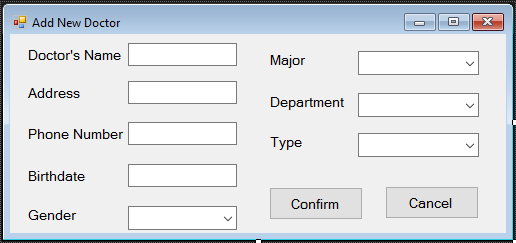 Add New Doctor
Doctor's Name
Address
Phone Number
Birthdate
Gender
Major
Department
Type
Confirm
Cancel